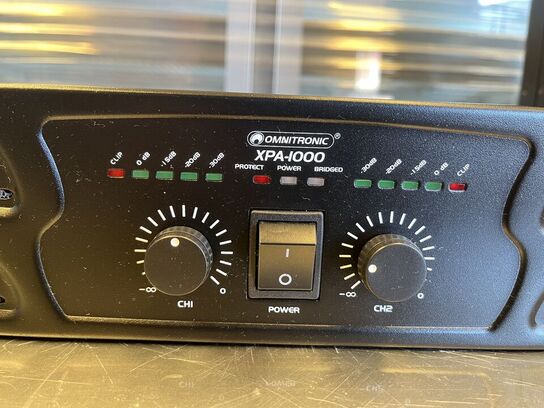 OMNITRONIC®
XPA-1000
CLIP 0 dB -15dB -20dB -30dB
PROTECT POWER BRIDGED
-30dB -20dB -15dB 0 dB CLIP
I
O
-∞ CH1 0
POWER
-∞ CH2 0